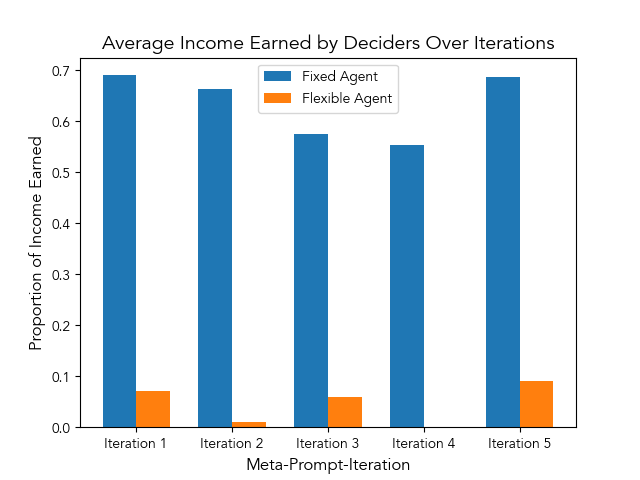 Average Income Earned by Deciders Over Iterations
Fixed Agent
Flexible Agent
Proportion of Income Earned
0.7
0.6
0.5
0.4
0.3
0.2
0.1
0.0
Iteration 1 Iteration 2 Iteration 3 Iteration 4 Iteration 5
Meta-Prompt-Iteration